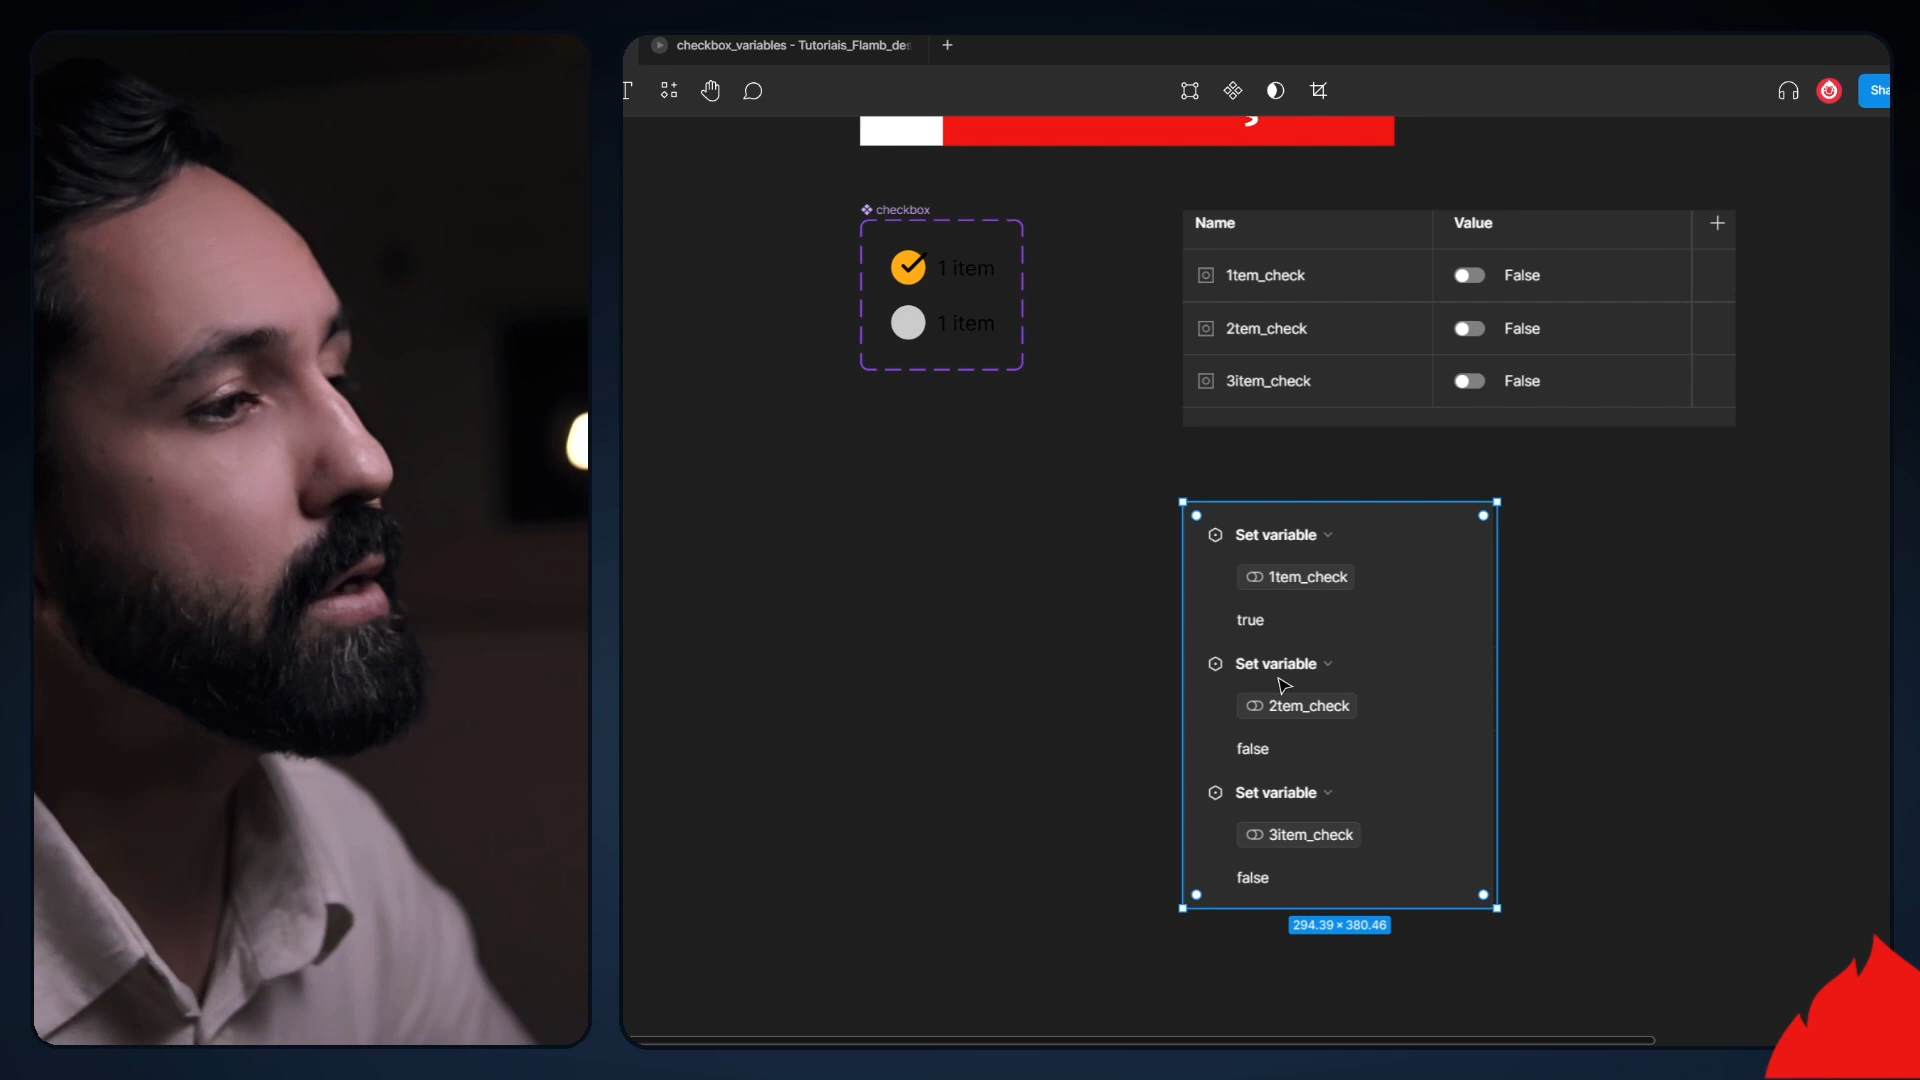 checkbox_variables - Tutoriais_Flamb_de
checkbox
1 item
1 item
Name Value
1tem_check False
2tem_check False
3item_check False
Set variable
1tem_check
true
Set variable
2tem_check
false
Set variable
3item_check
false
294.39 × 380.46